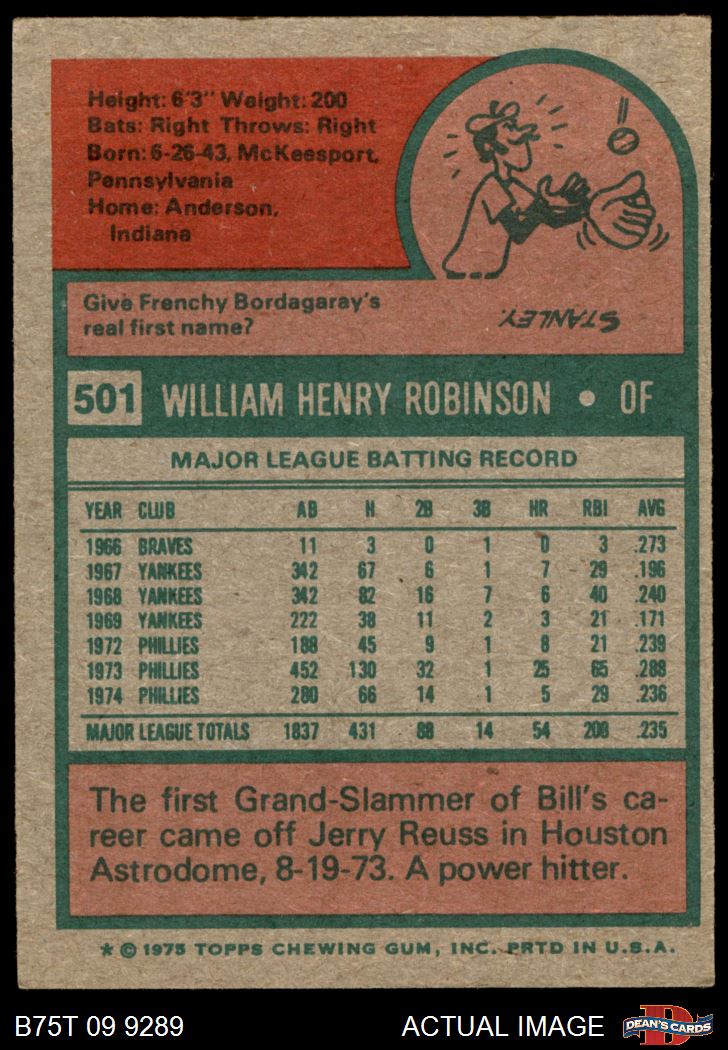 Height: 6'3" Weight: 200
Bats: Right Throws: Right
Born: 6-26-43, McKeesport,
Pennsylvania
Home: Anderson,
Indiana
Give Frenchy Bordagaray's
real first name?
STANLEY.
501 WILLIAM HENRY ROBINSON • OF
MAJOR LEAGUE BATTING RECORD
YEAR CLUB AB H 2B 3B HR RBI AVG
1966 BRAVES 11 3 0 1 0 3 .273
1967 YANKEES 342 67 6 1 7 29 .196
1968 YANKEES 342 82 16 7 6 40 .240
1969 YANKEES 222 38 11 2 3 21 .171
1972 PHILLIES 188 45 9 1 8 21 .239
1973 PHILLIES 452 130 32 1 25 65 .288
1974 PHILLIES 280 66 14 1 5 29 .236
MAJOR LEAGUE TOTALS 1837 431 88 14 54 208 .235
The first Grand-Slammer of Bill's ca-
reer came off Jerry Reuss in Houston
Astrodome, 8-19-73. A power hitter.
* © 1975 TOPPS CHEWING GUM, INC. PRTD IN U.S.A.
B75T 09 9289 ACTUAL IMAGE D DEAN'S CARDS